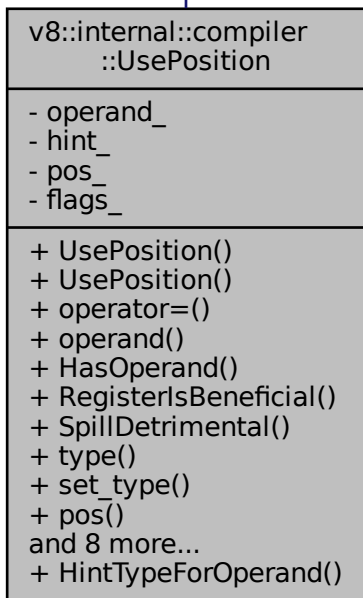 v8::internal::compiler
::UsePosition
- operand_
- hint_
- pos_
- flags_
+ UsePosition()
+ UsePosition()
+ operator=()
+ operand()
+ HasOperand()
+ RegisterIsBeneficial()
+ SpillDetrimental()
+ type()
+ set_type()
+ pos()
and 8 more...
+ HintTypeForOperand()